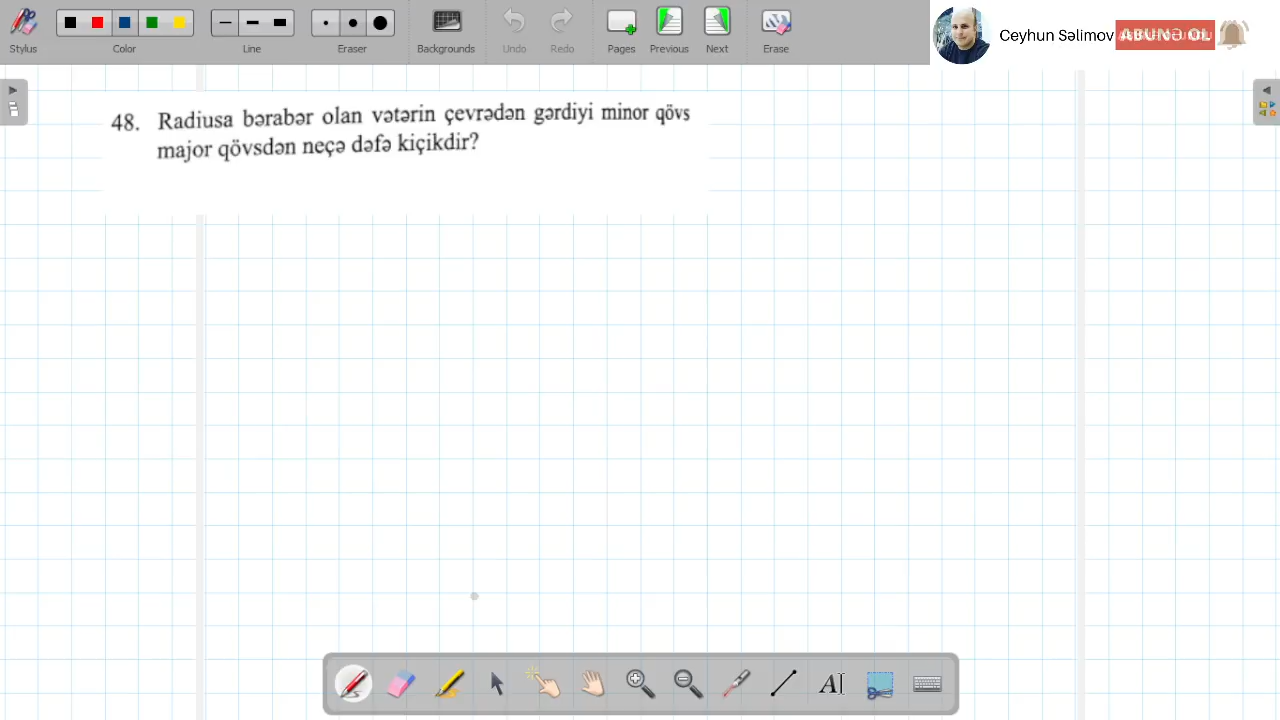 Stylus
Color
Line
Eraser
Backgrounds
Undo
Redo
Pages
Previous
Next
Erase
Ceyhun Səlimov
ABUNƏ OL
48. Radiusa bərabər olan vətərin çevrədən gərdiyi minor qövs
major qövsdən neçə dəfə kiçikdir?